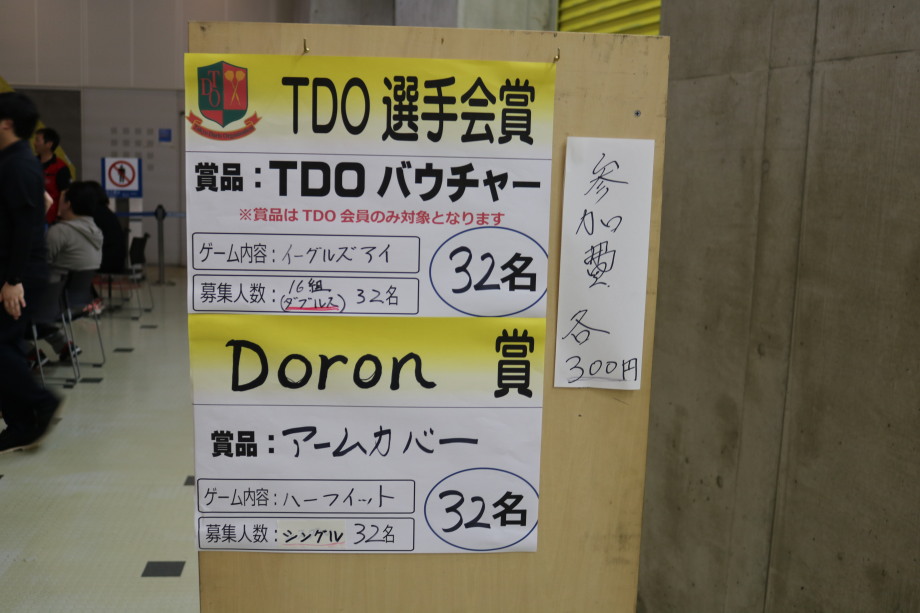 TDO
TDO 選手会賞
賞品:TDO バウチャー
※賞品は TDO 会員のみ対象となります
ゲーム内容:イーグルズアイ
募集人数:16組(ダブルス) 32名
32名
Doron 賞
賞品:アームカバー
ゲーム内容:ハーフイット
募集人数:シングル 32名
32名
参加費 各
300円